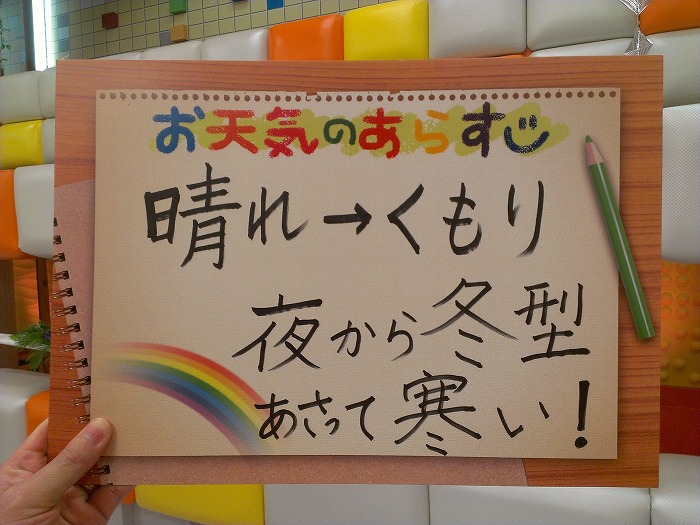 お天気のあらすじ
晴れ→くもり
夜から冬型
あさって寒い!